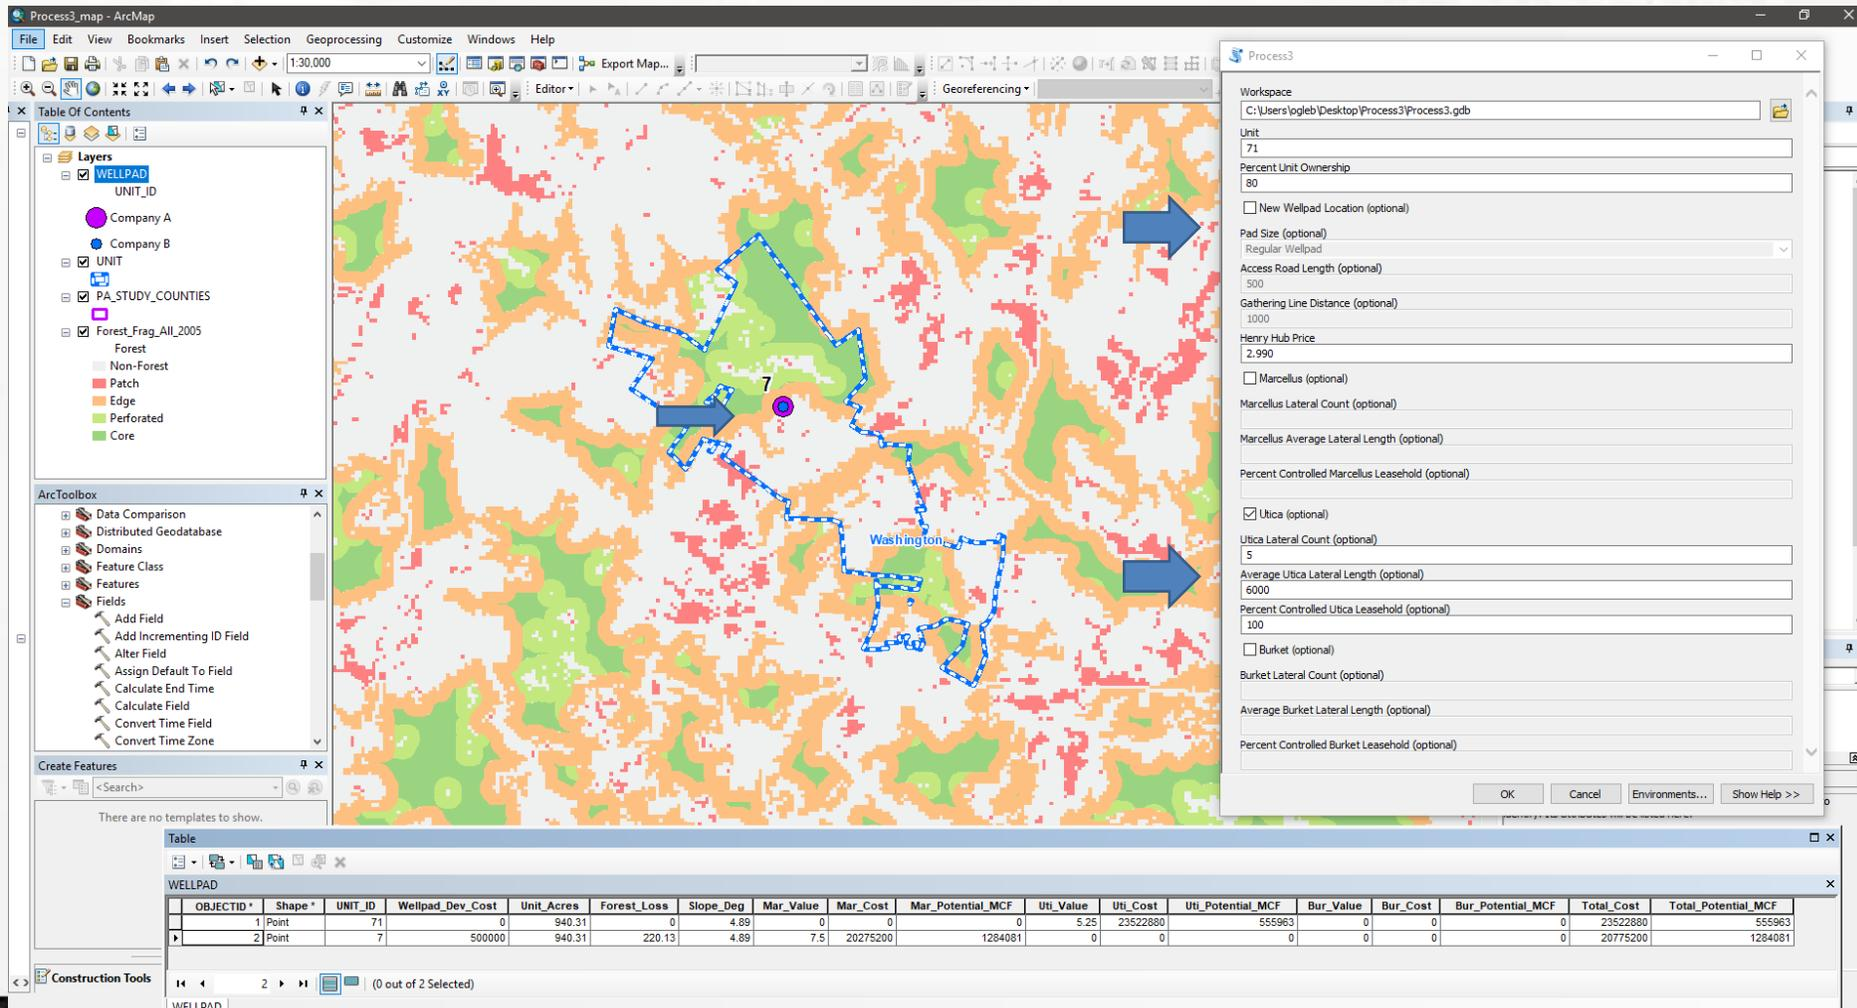 Process3_map - ArcMap
File Edit View Bookmarks Insert Selection Geoprocessing Customize Windows Help
1:30,000
Export Map...
Editor
Georeferencing
Table Of Contents
Layers
WELLPAD
UNIT_ID
Company A
Company B
UNIT
PA_STUDY_COUNTIES
Forest_Frag_All_2005
Forest
Non-Forest
Patch
Edge
Perforated
Core
ArcToolbox
Data Comparison
Distributed Geodatabase
Domains
Feature Class
Features
Fields
Add Field
Add Incrementing ID Field
Alter Field
Assign Default To Field
Calculate End Time
Calculate Field
Convert Time Field
Convert Time Zone
Create Features
<Search>
There are no templates to show.
Construction Tools
7
Washington
Process3
Workspace
C:\Users\ogleb\Desktop\Process3\Process3.gdb
Unit
71
Percent Unit Ownership
80
New Wellpad Location (optional)
Pad Size (optional)
Regular Wellpad
Access Road Length (optional)
500
Gathering Line Distance (optional)
1000
Henry Hub Price
2.990
Marcellus (optional)
Marcellus Lateral Count (optional)
Marcellus Average Lateral Length (optional)
Percent Controlled Marcellus Leasehold (optional)
Utica (optional)
Utica Lateral Count (optional)
5
Average Utica Lateral Length (optional)
6000
Percent Controlled Utica Leasehold (optional)
100
Burket (optional)
Burket Lateral Count (optional)
Average Burket Lateral Length (optional)
Percent Controlled Burket Leasehold (optional)
OK Cancel Environments... Show Help >>
Table
WELLPAD
OBJECTID * Shape * UNIT_ID Wellpad_Dev_Cost Unit_Acres Forest_Loss Slope_Deg Mar_Value Mar_Cost Mar_Potential_MCF Uti_Value Uti_Cost Uti_Potential_MCF Bur_Value Bur_Cost Bur_Potential_MCF Total_Cost Total_Potential_MCF
1 Point 71 0 940.31 0 4.89 0 0 0 5.25 23522880 555963 0 0 0 23522880 555963
2 Point 7 500000 940.31 220.13 4.89 7.5 20275200 1284081 0 0 0 0 0 0 20775200 1284081
2 (0 out of 2 Selected)
WELLPAD